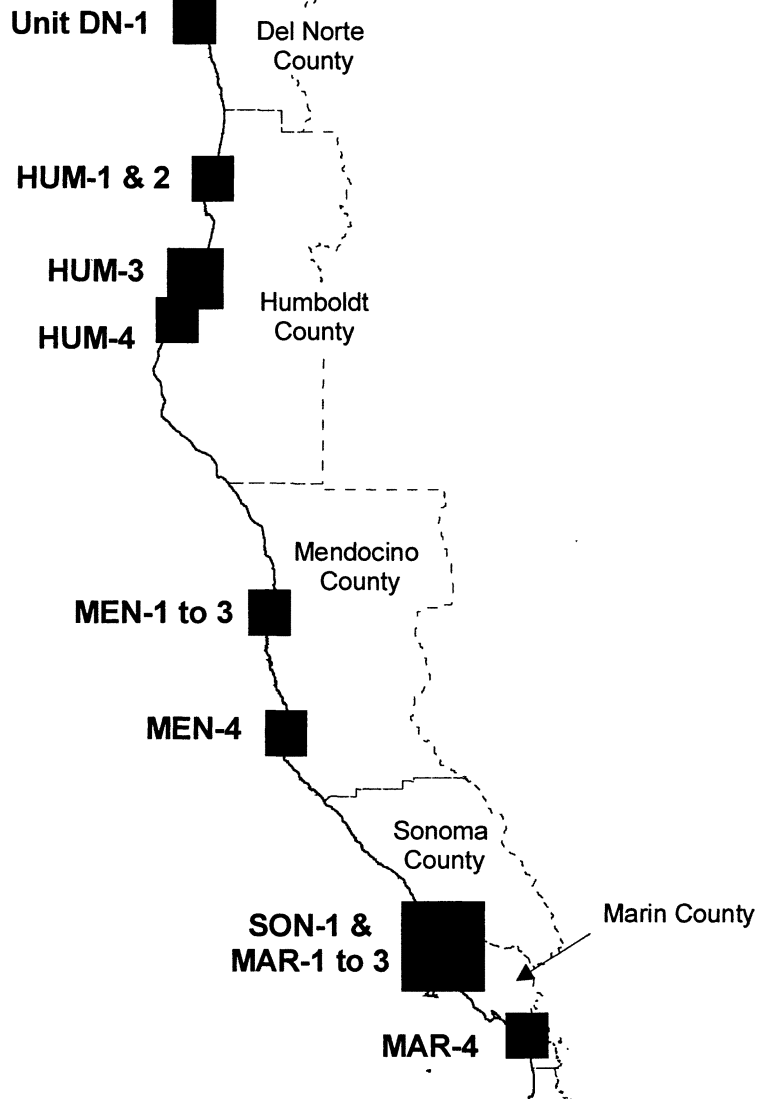 Unit DN-1
Del Norte
County
HUM-1 & 2
HUM-3
Humboldt
County
HUM-4
Mendocino
County
MEN-1 to 3
MEN-4
Sonoma
County
Marin County
SON-1 &
MAR-1 to 3
MAR-4